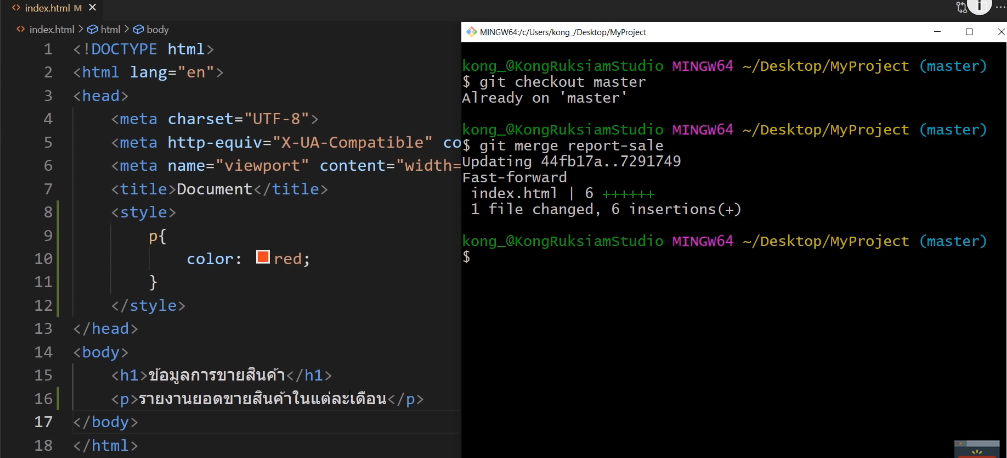 index.html M
index.html > html > body
1 <!DOCTYPE html>
2 <html lang="en">
3 <head>
4 <meta charset="UTF-8">
5 <meta http-equiv="X-UA-Compatible" co
6 <meta name="viewport" content="width=
7 <title>Document</title>
8 <style>
9 p{
10 color: red;
11 }
12 </style>
13 </head>
14 <body>
15 <h1>ข้อมูลการขายสินค้า</h1>
16 <p>รายงานยอดขายสินค้าในแต่ละเดือน</p>
17 </body>
18 </html>
MINGW64:/c/Users/kong_/Desktop/MyProject
kong_@KongRuksiamStudio MINGW64 ~/Desktop/MyProject (master)
$ git checkout master
Already on 'master'
kong_@KongRuksiamStudio MINGW64 ~/Desktop/MyProject (master)
$ git merge report-sale
Updating 44fb17a..7291749
Fast-forward
index.html | 6 ++++++
1 file changed, 6 insertions(+)
kong_@KongRuksiamStudio MINGW64 ~/Desktop/MyProject (master)
$